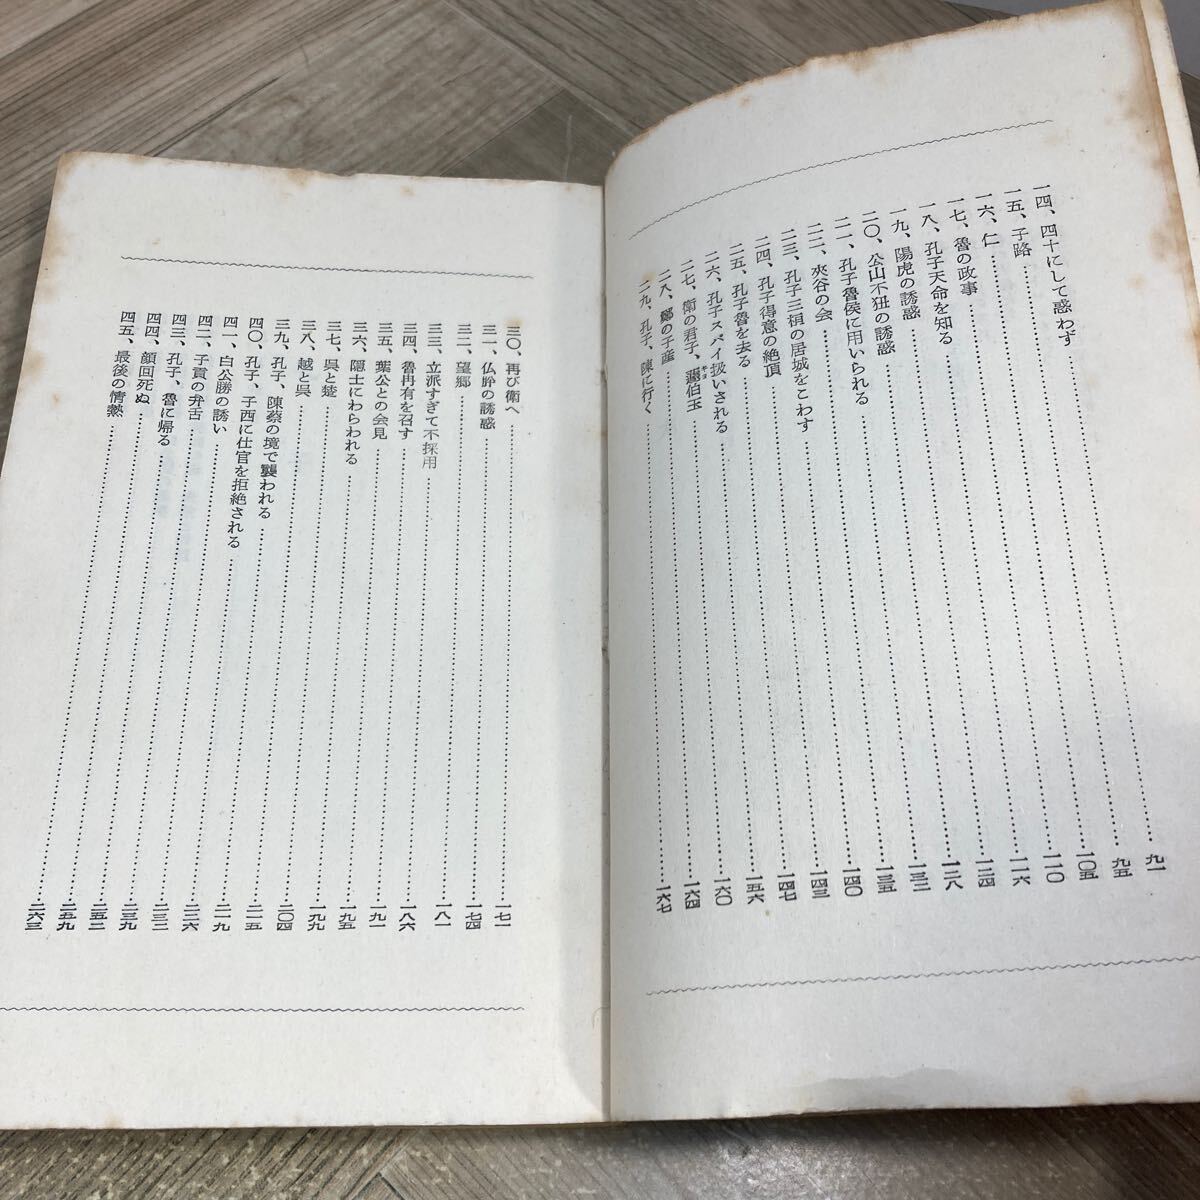 一四、四十にして惑わず……九一
一五、子路……九五
一六、仁……一〇五
一七、魯の政事……一一〇
一八、孔子天命を知る……一一六
一九、陽虎の誘惑……一二四
二〇、公山不狃の誘惑……一二八
二一、孔子魯侯に用いられる……一三二
二二、夾谷の会……一三五
二三、孔子三桓の居城をこわす……一四〇
二四、孔子得意の絶頂……一四三
二五、孔子魯を去る……一四七
二六、孔子スパイ扱いされる……一五六
二七、衛の君子、蘧伯玉……一六〇
キヨ
二八、鄭の子産……一六四
二九、孔子、陳に行く……一六七
三〇、再び衛へ……一七一
三一、仏肸の誘惑……一七四
三二、望郷……一八一
三三、立派すぎて不採用……一八六
三四、魯冉有を召す……一九一
三五、葉公との会見……一九五
三六、隠士にわらわれる……一九九
三七、呉と楚……二〇四
三八、越と呉……二一五
三九、孔子、陳蔡の境で襲われる……二一九
四〇、孔子、子西に仕官を拒絶される……二二六
四一、白公勝の誘い……二三二
四二、子貢の弁舌……二三九
四三、孔子、魯に帰る……二五二
四四、顔回死ぬ……二五九
四五、最後の情熱……二六三